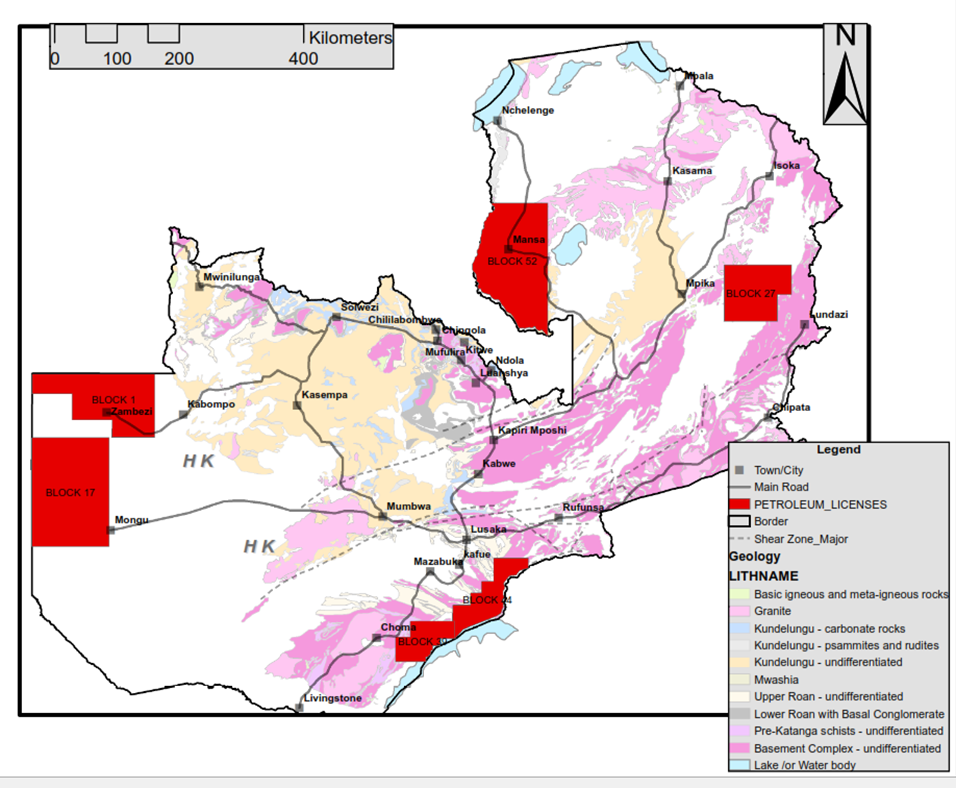 Kilometers
0 100 200 400
N
Mpala
Nchelenge
Isoka
Kasama
Mansa
BLOCK 52
Mwinilunga
Mpika
BLOCK 27
Solwezi
Chililabombwe
Chingola
Lundazi
Mufulira
Kitwe
Ndola
Luanshya
BLOCK 1
Zambezi
Kabompo
Kasempa
Chipata
Kapiri Mposhi
H K
Kabwe
BLOCK 17
Mumbwa
Rufunsa
Mongu
Lusaka
H K
kafue
Mazabuka
BLOCK
Choma
BLOCK
Livingstone
Legend
Town/City
Main Road
PETROLEUM_LICENSES
Border
Shear Zone_Major
Geology
LITHNAME
Basic igneous and meta-igneous rocks
Granite
Kundelungu - carbonate rocks
Kundelungu - psammites and rudites
Kundelungu - undifferentiated
Mwashia
Upper Roan - undifferentiated
Lower Roan with Basal Conglomerate
Pre-Katanga schists - undifferentiated
Basement Complex - undifferentiated
Lake /or Water body